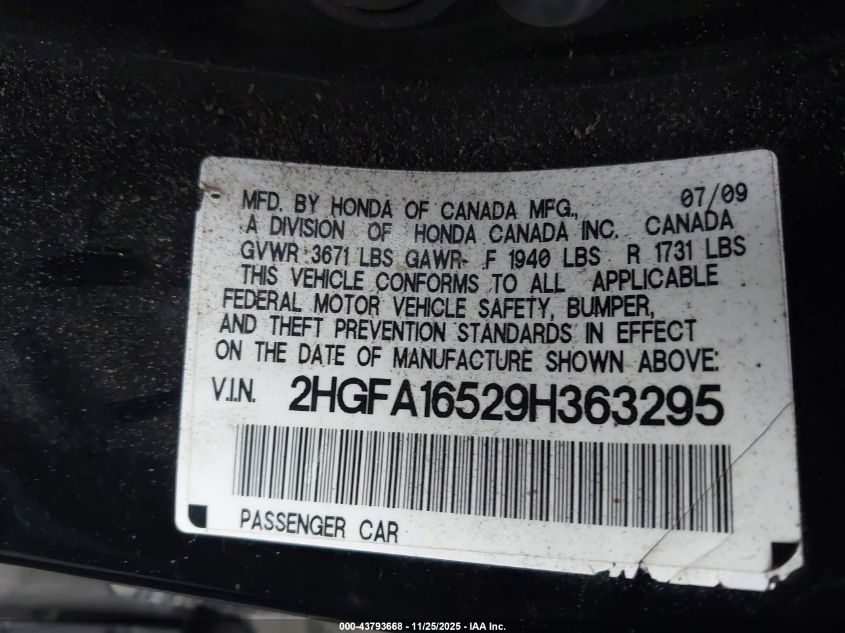 MFD. BY HONDA OF CANADA MFG., 07/09
A DIVISION OF HONDA CANADA INC. CANADA
GVWR 3671 LBS GAWR F 1940 LBS R 1731 LBS
THIS VEHICLE CONFORMS TO ALL APPLICABLE
FEDERAL MOTOR VEHICLE SAFETY, BUMPER,
AND THEFT PREVENTION STANDARDS IN EFFECT
ON THE DATE OF MANUFACTURE SHOWN ABOVE:
V.I.N. 2HGFA16529H363295
PASSENGER CAR
000-43793668 - 11/25/2025 - IAA Inc.